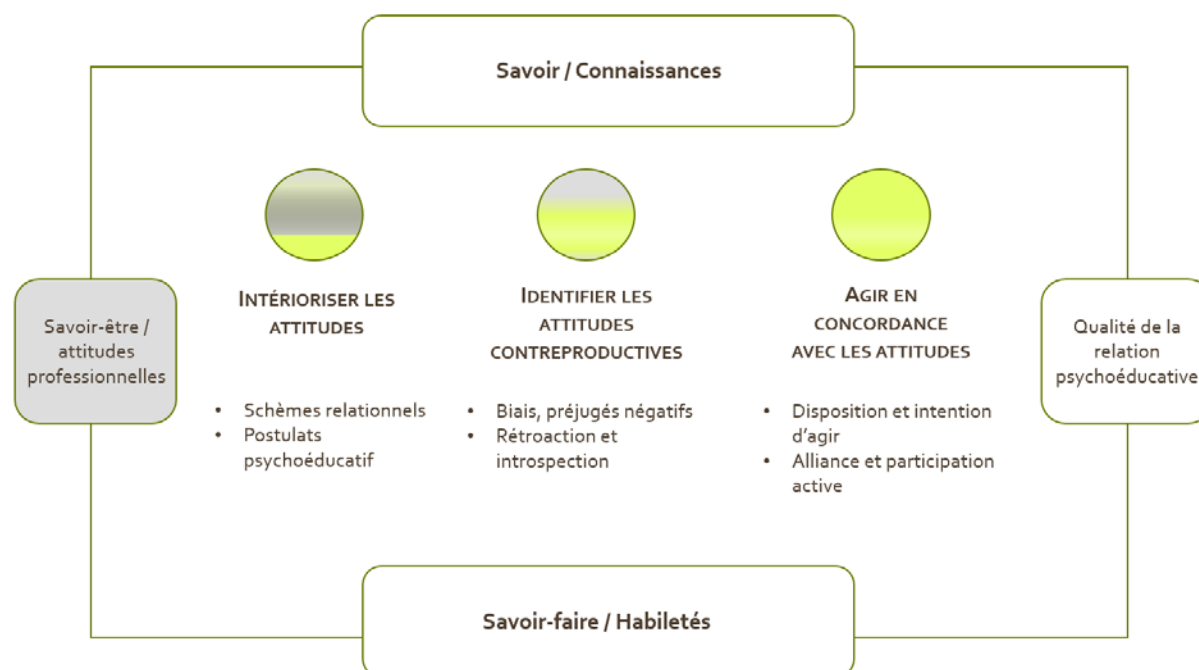 Savoir / Connaissances
Savoir-être /
attitudes
professionnelles
INTÉRIORISER LES
ATTITUDES
• Schèmes relationnels
• Postulats
psychoéducatif
IDENTIFIER LES
ATTITUDES
CONTREPRODUCTIVES
• Biais, préjugés négatifs
• Rétroaction et
introspection
AGIR EN
CONCORDANCE
AVEC LES ATTITUDES
• Disposition et intention
d'agir
• Alliance et participation
active
Qualité de la
relation
psychoéducative
Savoir-faire / Habiletés